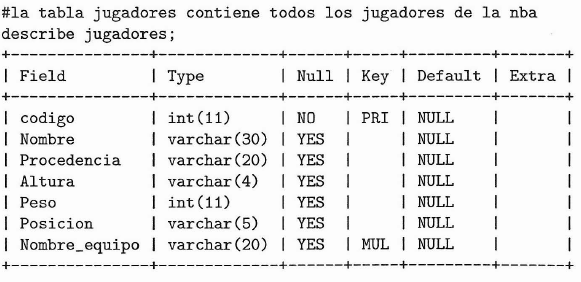 #la tabla jugadores contiene todos los jugadores de la nba
describe jugadores;
+---------------+-------------+------+-----+---------+-------+
| Field         | Type        | Null | Key | Default | Extra |
+---------------+-------------+------+-----+---------+-------+
| codigo        | int(11)     | NO   | PRI | NULL    |       |
| Nombre        | varchar(30) | YES  |     | NULL    |       |
| Procedencia   | varchar(20) | YES  |     | NULL    |       |
| Altura        | varchar(4)  | YES  |     | NULL    |       |
| Peso          | int(11)     | YES  |     | NULL    |       |
| Posicion      | varchar(5)  | YES  |     | NULL    |       |
| Nombre_equipo | varchar(20) | YES  | MUL | NULL    |       |
+---------------+-------------+------+-----+---------+-------+